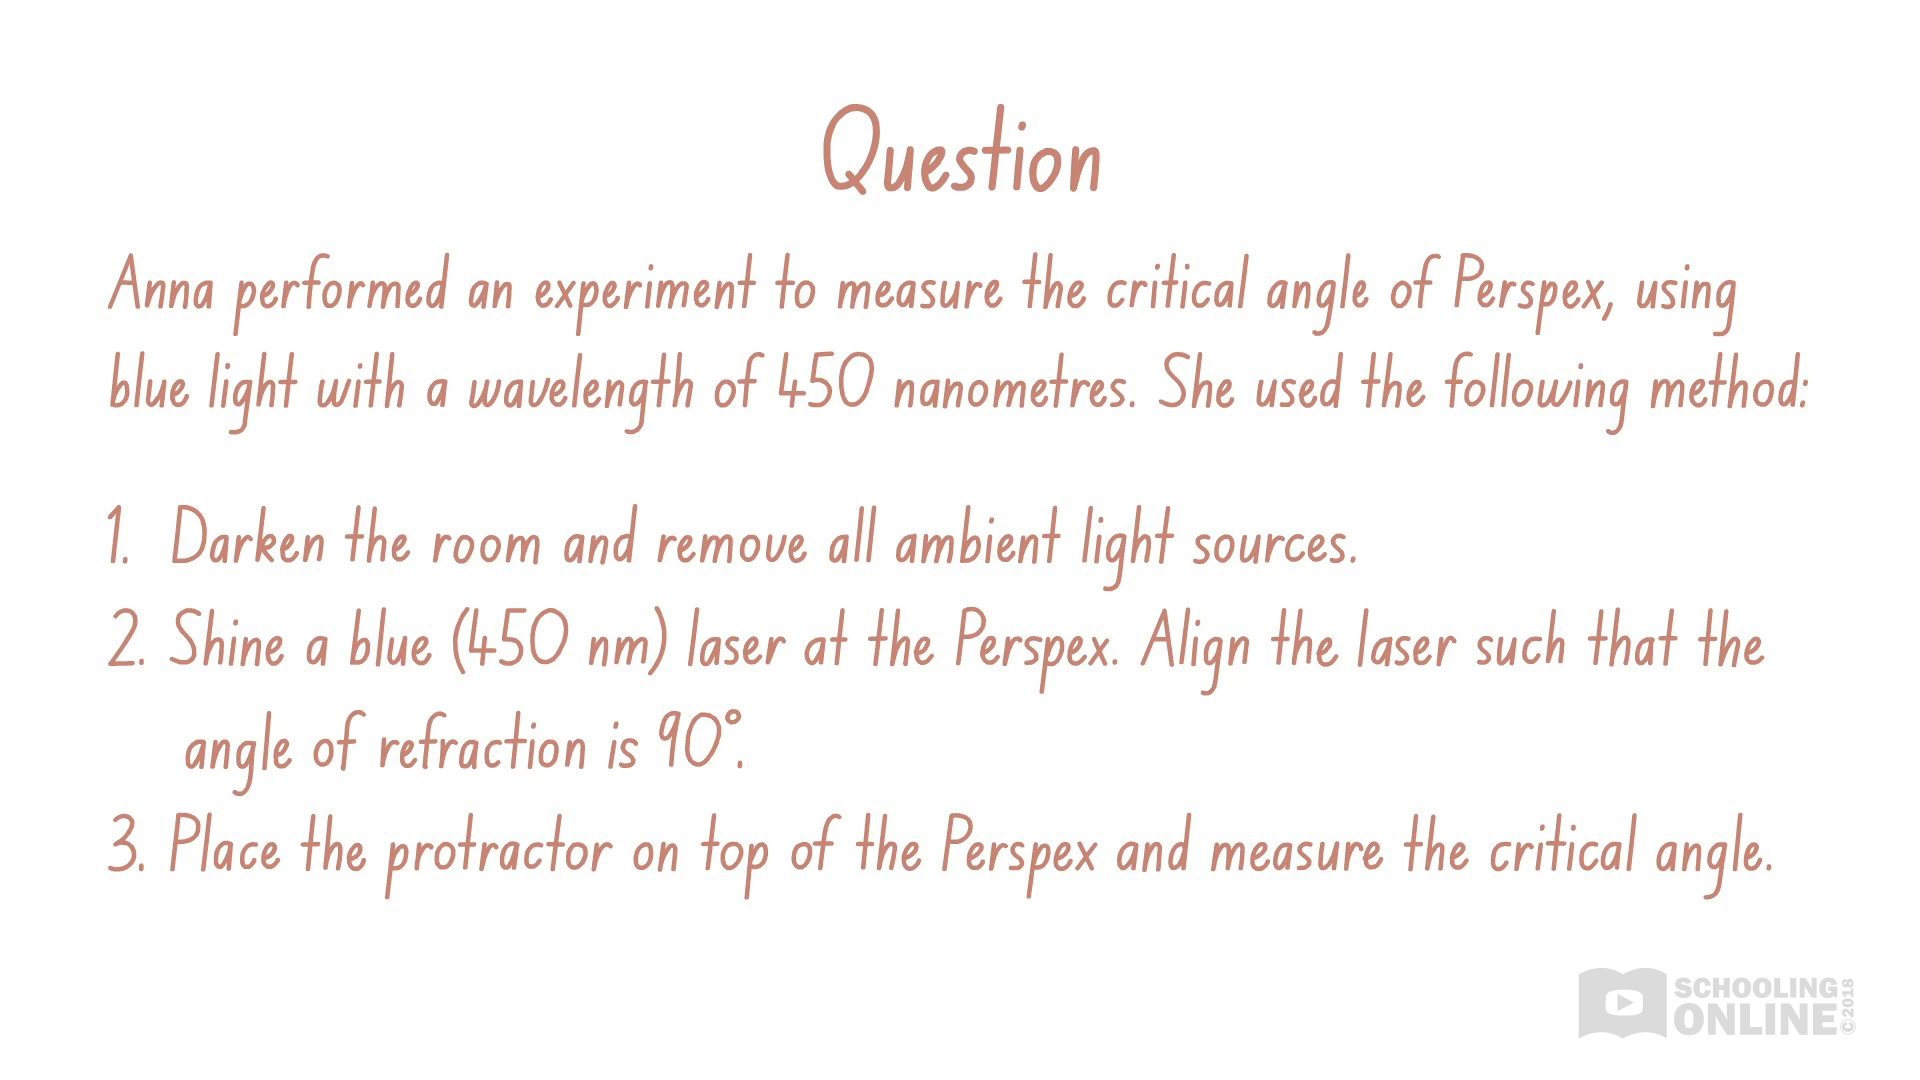 Question
Anna performed an experiment to measure the critical angle of Perspex, using
blue light with a wavelength of 450 nanometres. She used the following method:
1. Darken the room and remove all ambient light sources.
2. Shine a blue (450 nm) laser at the Perspex. Align the laser such that the
angle of refraction is 90°.
3. Place the protractor on top of the Perspex and measure the critical angle.
SCHOOLING
ONLINE
©2018